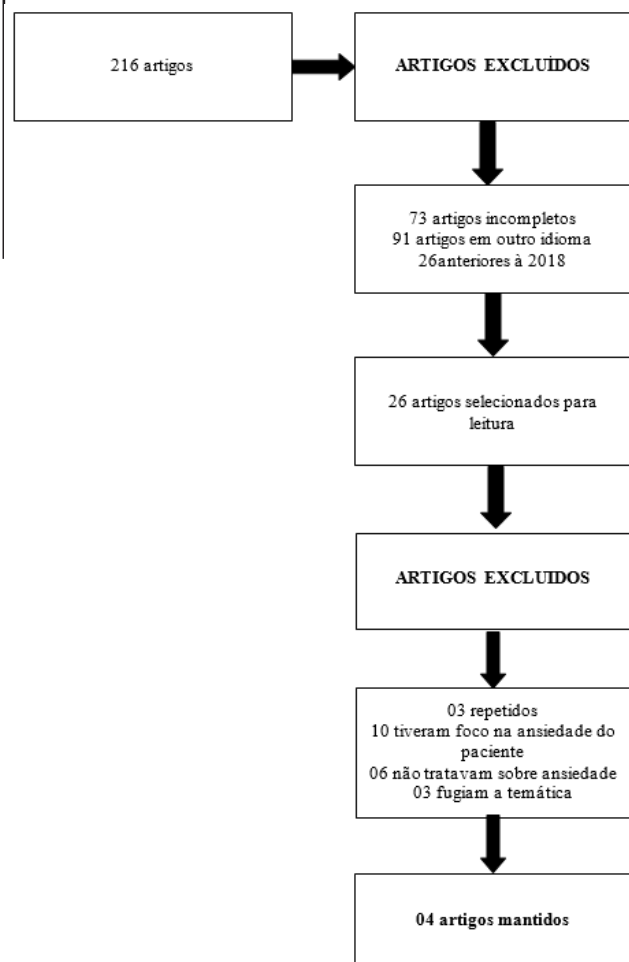 216 artigos
ARTIGOS EXCLUÍDOS
73 artigos incompletos
91 artigos em outro idioma
26anteriores à 2018
26 artigos selecionados para
leitura
ARTIGOS EXCLUIDOS
03 repetidos
10 tiveram foco na ansiedade do
paciente
06 não tratavam sobre ansiedade
03 fugiam a temática
04 artigos mantidos